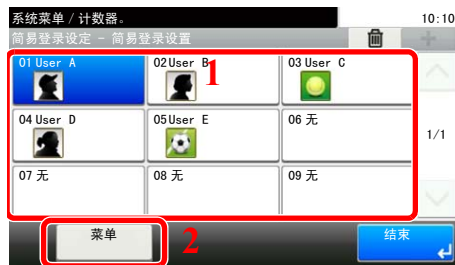 系统菜单 / 计数器。
10:10
简易登录设定 - 简易登录设置
01 User A
02 User B
03 User C
1
04 User D
05 User E
06 无
1/1
07 无
08 无
09 无
菜单
2
结束